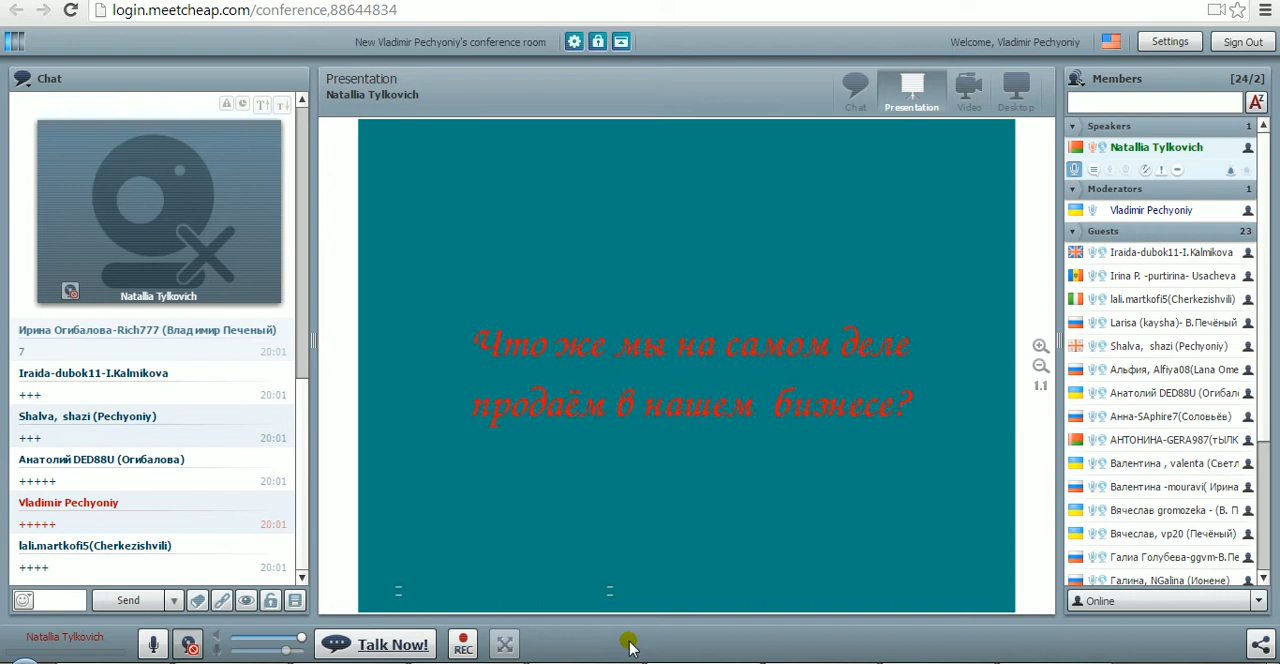 login.meetcheap.com/conference,88644834
New Vladimir Pechyoniy's conference room
Welcome, Vladimir Pechyoniy
Settings
Sign Out
Chat
Natallia Tylkovich
Ирина Огибалова-Rich777 (Владимир Печеный)
7
20:01
Iraida-dubok11-I.Kalmikova
+++
20:01
Shalva, shazi (Pechyoniy)
+++
20:01
Анатолий DED88U (Огибалова)
+++++
20:01
Vladimir Pechyoniy
+++++
20:01
lali.martkofi5(Cherkezishvili)
++++
20:01
Send
Presentation
Natallia Tylkovich
Chat
Presentation
Video
Desktop
Что же мы на самом деле
продаём в нашем бизнесе?
1.1
Members
[24/2]
Speakers
1
Natallia Tylkovich
Moderators
1
Vladimir Pechyoniy
Guests
23
Iraida-dubok11-I.Kalmikova
Irina P. -purtirina- Usacheva
lali.martkofi5(Cherkezishvili)
Larisa (kaysha)- В.Печёный
Shalva, shazi (Pechyoniy)
Альфия, Alfiya08(Lana Ome
Анатолий DED88U (Огибал
Анна-SAphire7(Соловьёв)
АНТОНИНА-GERA987(тЫЛК
Валентина , valenta (Светл
Валентина -mouravi( Ирина
Вячеслав gromozeka - (В. П
Вячеслав, vp20 (Печёный)
Галиа Голубева-ggvm-В.Пе
Галина, NGalina (Ионене)
Online
Natallia Tylkovich
Talk Now!
REC